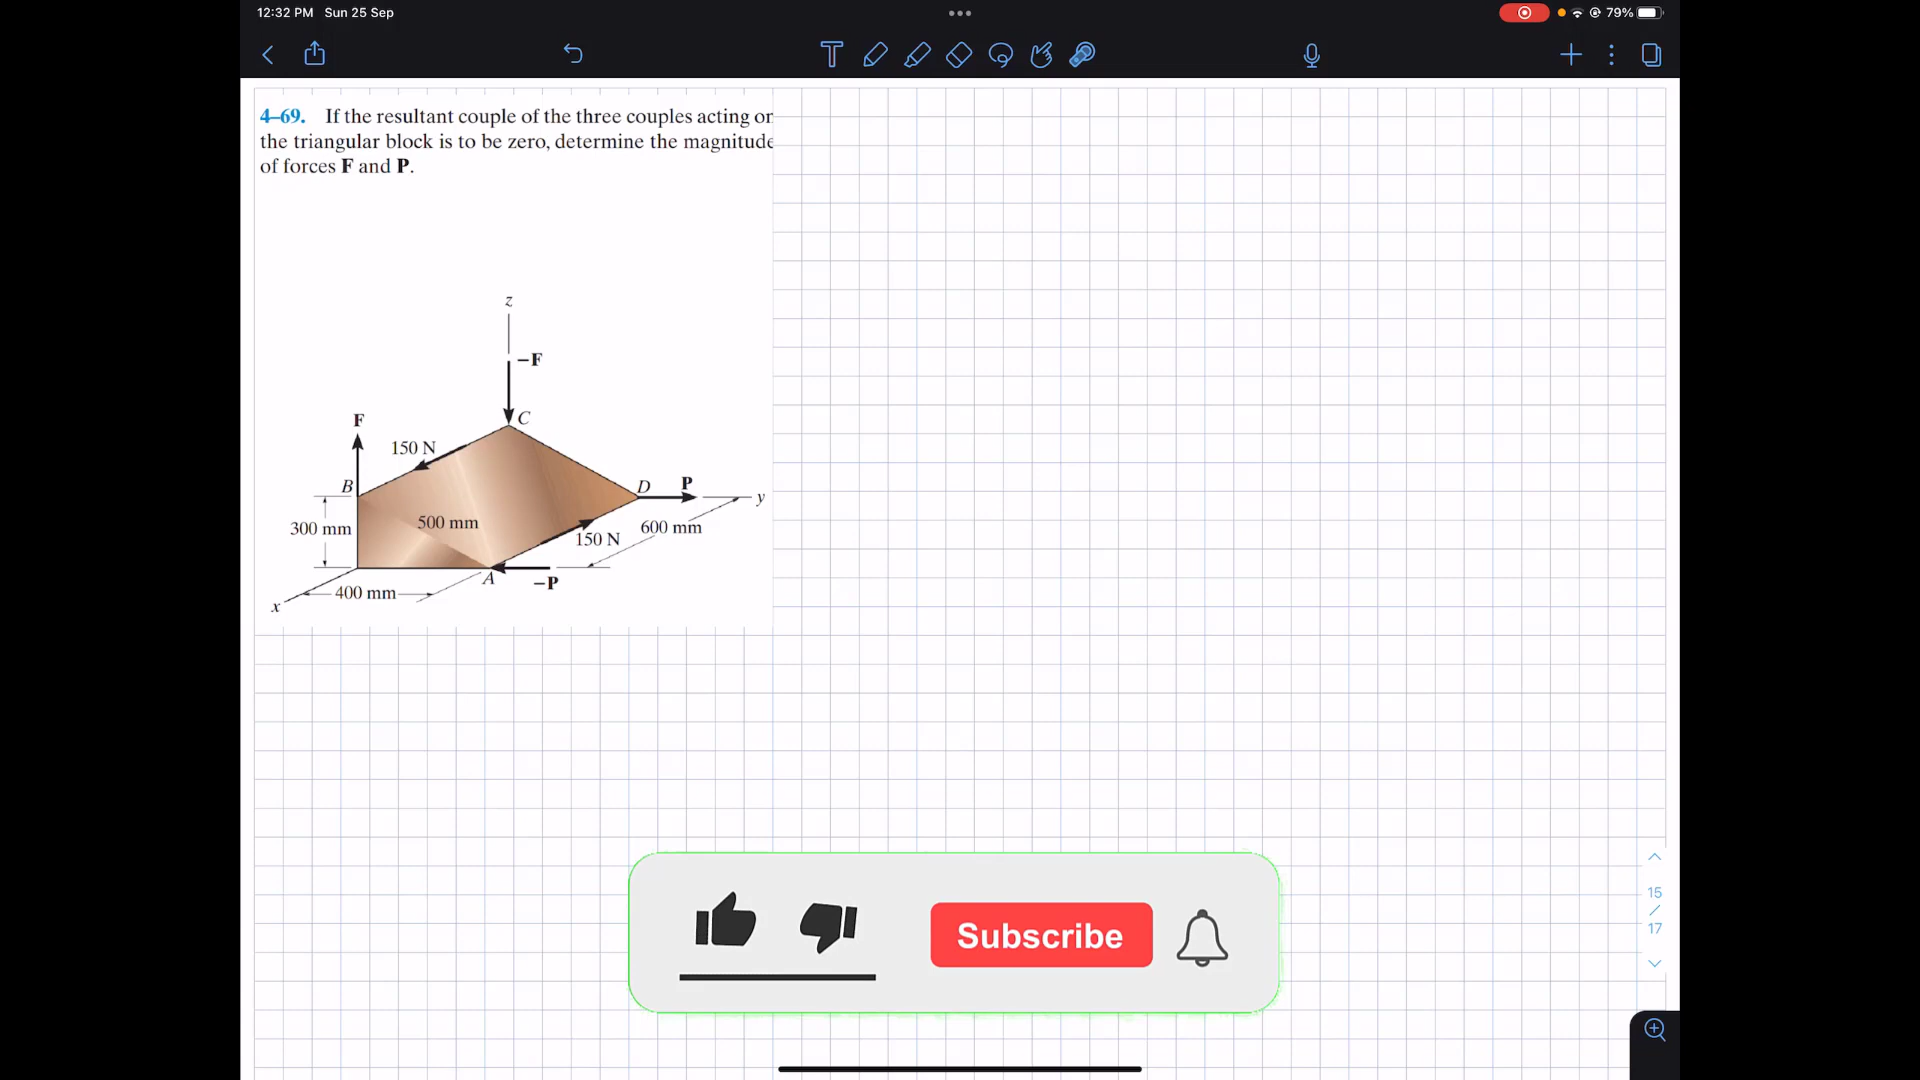 12:32 PM Sun 25 Sep
79%
4–69. If the resultant couple of the three couples acting on
the triangular block is to be zero, determine the magnitude
of forces F and P.
z
–F
F
C
150 N
B
D
P
y
300 mm
500 mm
600 mm
150 N
A
–P
400 mm
x
T
15
/
17
Subscribe